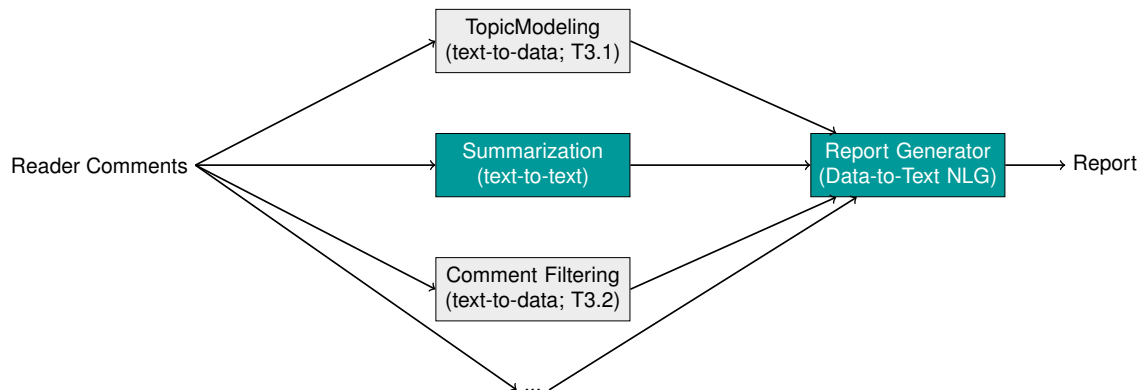 TopicModeling
(text-to-data; T3.1)
Reader Comments
Summarization
(text-to-text)
Report Generator
(Data-to-Text NLG)
Report
Comment Filtering
(text-to-data; T3.2)
...